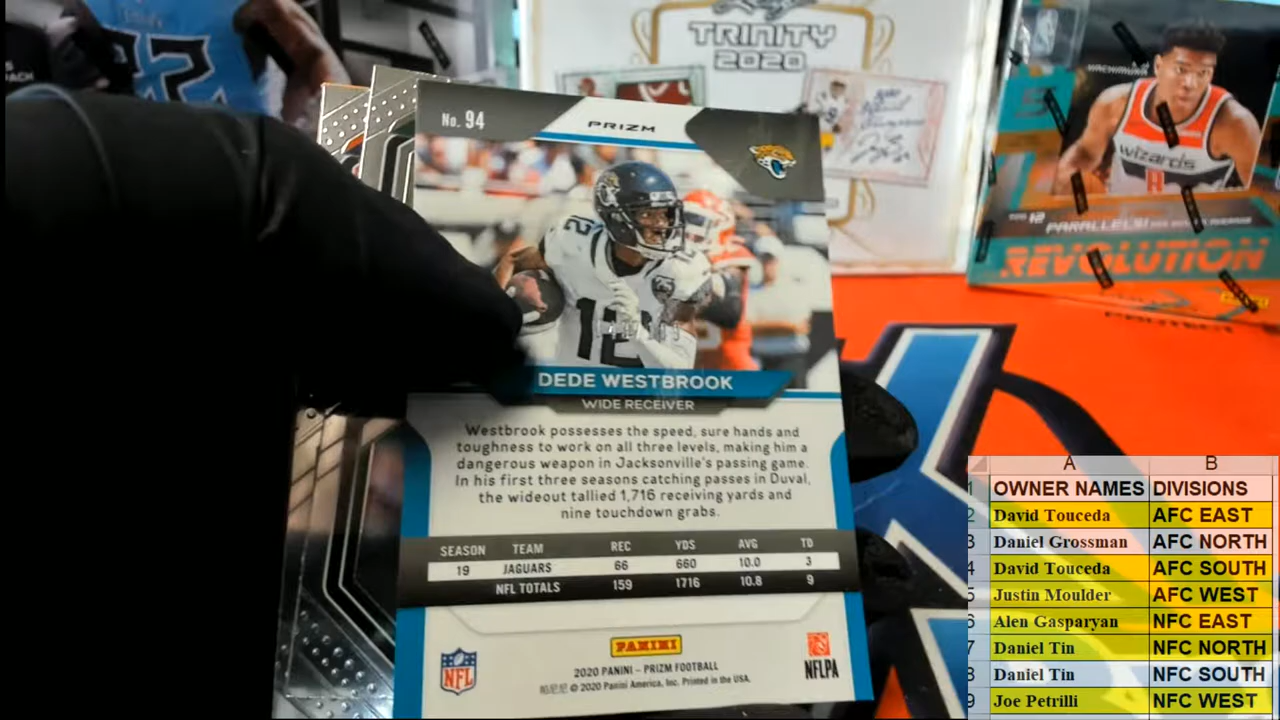 TRINITY
2020
wizards
PARALLELS!
REVOLUTION
No. 94
PRIZM
12
12
DEDE WESTBROOK
WIDE RECEIVER
Westbrook possesses the speed, sure hands and
toughness to work on all three levels, making him a
dangerous weapon in Jacksonville's passing game.
In his first three seasons catching passes in Duval,
the wideout tallied 1,716 receiving yards and
nine touchdown grabs.
SEASON TEAM REC YDS AVG TD
19 JAGUARS 66 660 10.0 3
NFL TOTALS 159 1716 10.8 9
PANINI
NFL
NFLPA
2020 PANINI - PRIZM FOOTBALL
© 2020 Panini America, Inc. Printed in the USA.
A B
1 OWNER NAMES DIVISIONS
2 David Touceda AFC EAST
3 Daniel Grossman AFC NORTH
4 David Touceda AFC SOUTH
5 Justin Moulder AFC WEST
6 Alen Gasparyan NFC EAST
7 Daniel Tin NFC NORTH
8 Daniel Tin NFC SOUTH
9 Joe Petrilli NFC WEST